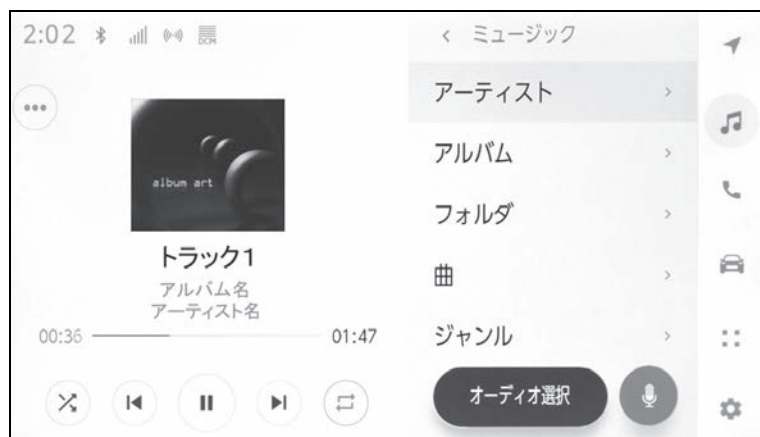 2:02
DCM
album art
トラック1
アルバム名
アーティスト名
00:36
01:47
ミュージック
アーティスト
アルバム
フォルダ
曲
ジャンル
オーディオ選択